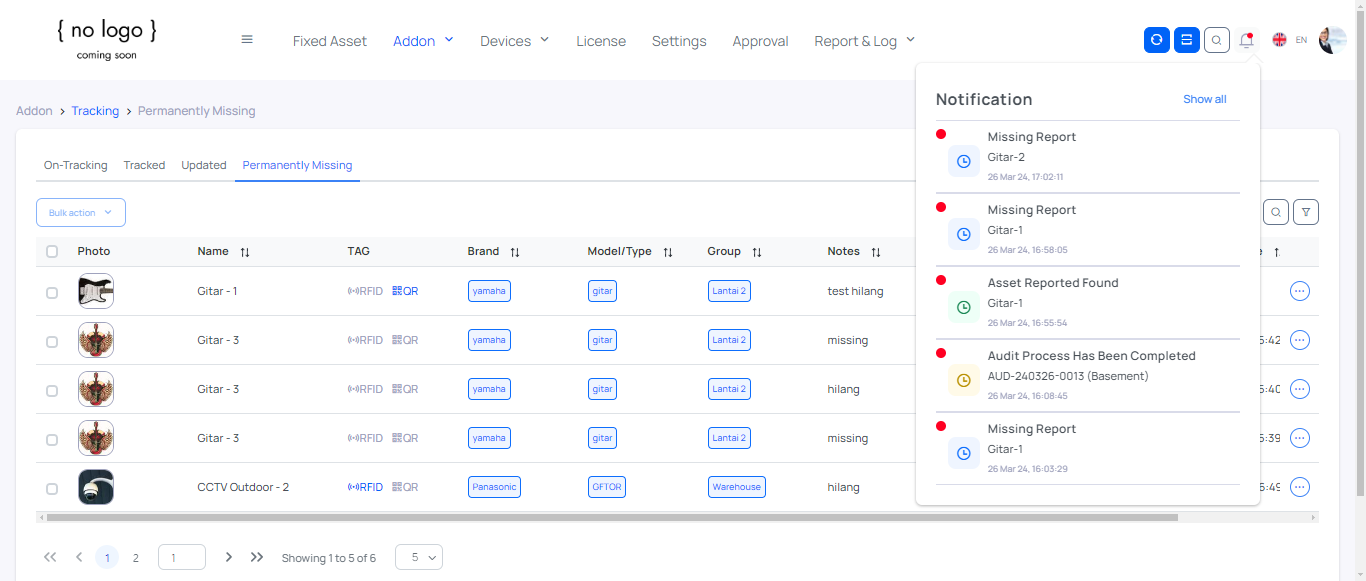 { no logo }
coming soon
Fixed Asset Addon Devices License Settings Approval Report & Log EN
Addon > Tracking > Permanently Missing
Notification Show all
Missing Report
Gitar-2
26 Mar 24, 17:02:11
Missing Report
Gitar-1
26 Mar 24, 16:58:05
Asset Reported Found
Gitar-1
26 Mar 24, 16:55:54
Audit Process Has Been Completed
AUD-240326-0013 (Basement)
26 Mar 24, 16:08:45
Missing Report
Gitar-1
26 Mar 24, 16:03:29
On-Tracking Tracked Updated Permanently Missing
Bulk action
Photo Name TAG Brand Model/Type Group Notes
Gitar - 1 RFID QR yamaha gitar Lantai 2 test hilang
Gitar - 3 RFID QR yamaha gitar Lantai 2 missing 5:42
Gitar - 3 RFID QR yamaha gitar Lantai 2 hilang 5:40
Gitar - 3 RFID QR yamaha gitar Lantai 2 missing 5:39
CCTV Outdoor - 2 RFID QR Panasonic GFTOR Warehouse hilang 5:49
1 2 1 Showing 1 to 5 of 6 5